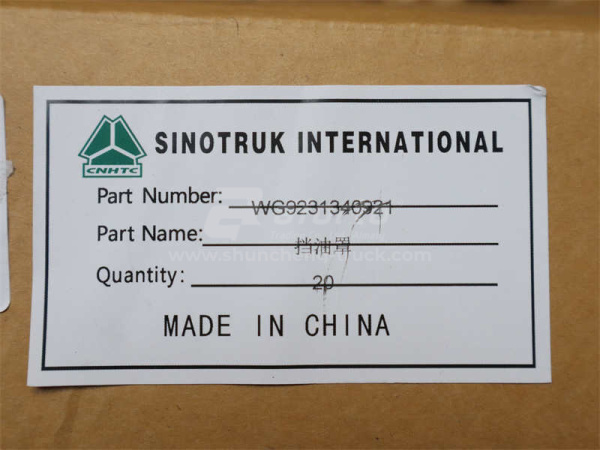 SINOTRUK INTERNATIONAL
CNHTC
Part Number: WG9231340921
Part Name: 挡油罩
Quantity: 20
MADE IN CHINA